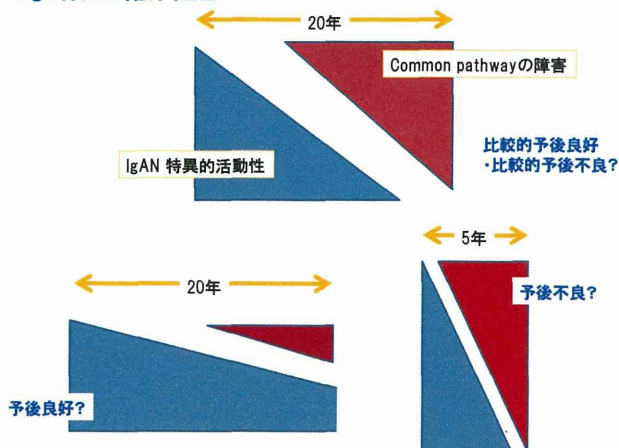 20年
Common pathwayの障害
IgAN 特異的活動性
比較的予後良好
・比較的予後不良?
20年
5年
予後不良?
予後良好?